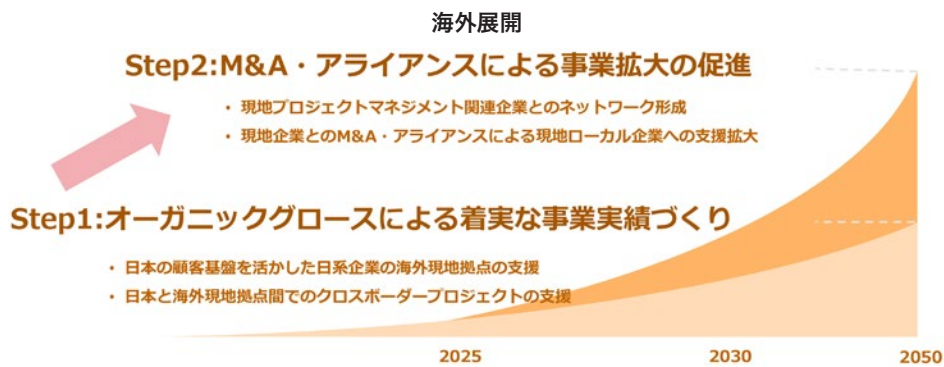 海外展開
Step2:M&A・アライアンスによる事業拡大の促進
・ 現地プロジェクトマネジメント関連企業とのネットワーク形成
・ 現地企業とのM&A・アライアンスによる現地ローカル企業への支援拡大
Step1:オーガニックグロースによる着実な事業実績づくり
・ 日本の顧客基盤を活かした日系企業の海外現地拠点の支援
・ 日本と海外現地拠点間でのクロスボーダープロジェクトの支援
2025 2030 2050